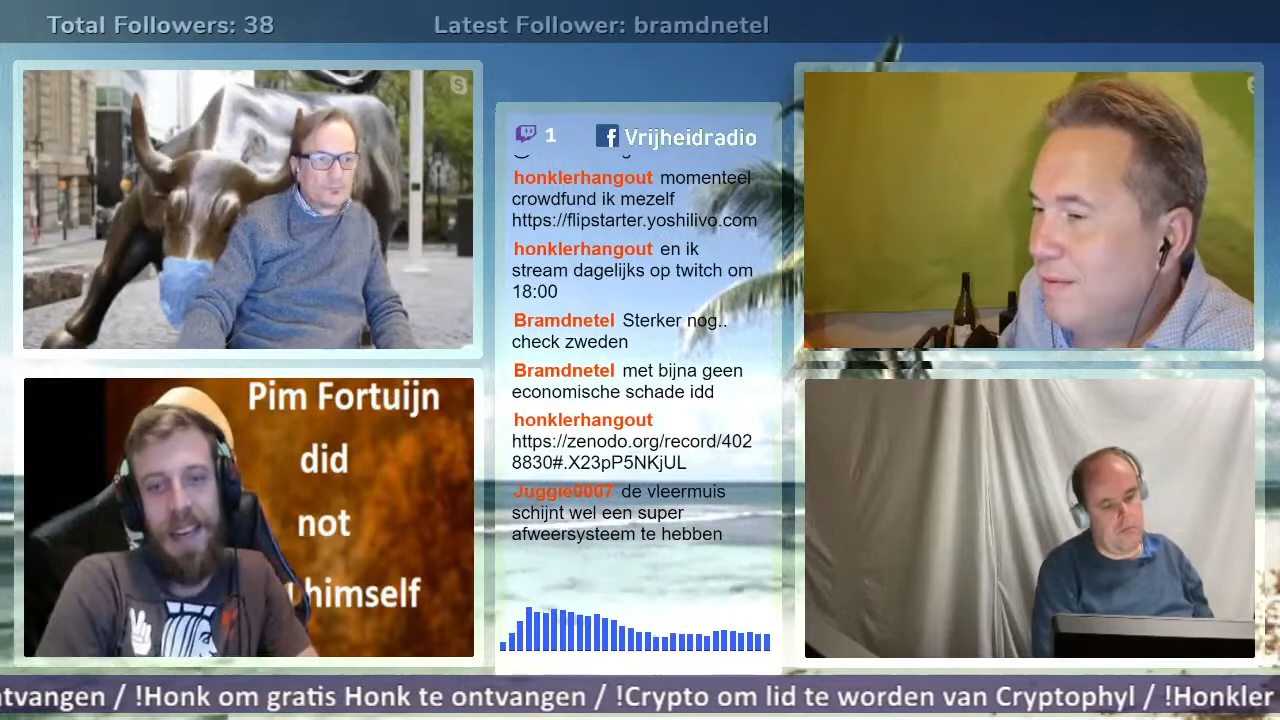 Total Followers: 38
Latest Follower: bramdnetel
1
f Vrijheidradio
honklerhangout momenteel
crowdfund ik mezelf
https://flipstarter.yoshilivo.com
honklerhangout en ik
stream dagelijks op twitch om
18:00
Bramdnetel Sterker nog..
check zweden
Bramdnetel met bijna geen
economische schade idd
honklerhangout
https://zenodo.org/record/402
8830#.X23pP5NKjUL
Juggie0007 de vleermuis
schijnt wel een super
afweersysteem te hebben
Pim Fortuijn
did
not
himself
ntvangen / !Honk om gratis Honk te ontvangen / !Crypto om lid te worden van Cryptophyl / !Honkler